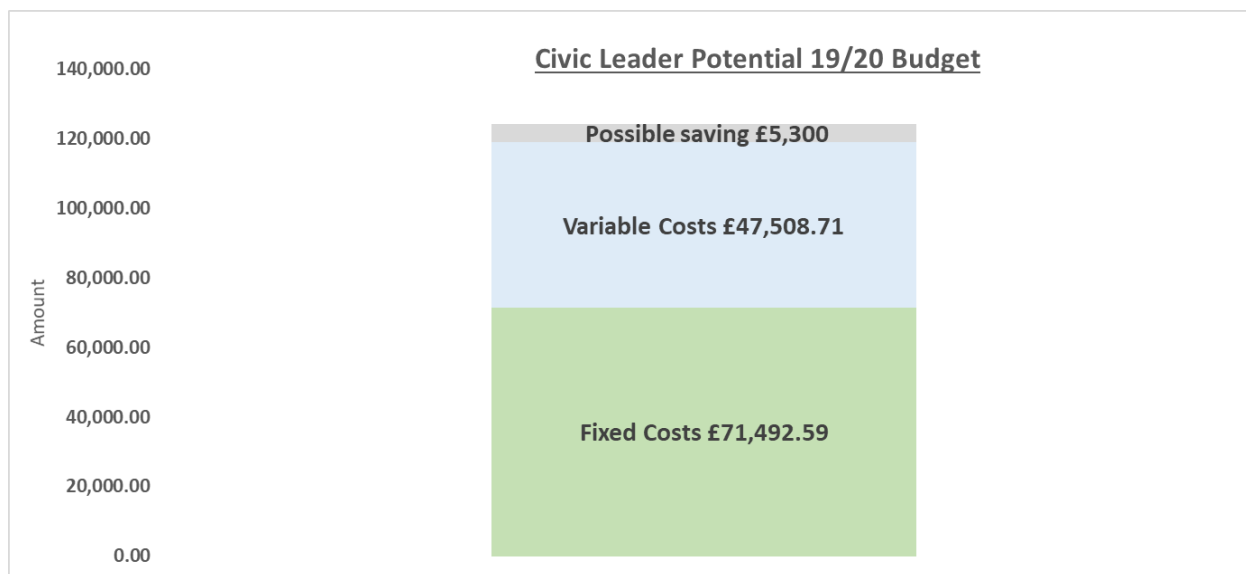 Civic Leader Potential 19/20 Budget
140,000.00
120,000.00
100,000.00
80,000.00
60,000.00
40,000.00
20,000.00
0.00
Amount
Possible saving £5,300
Variable Costs £47,508.71
Fixed Costs £71,492.59